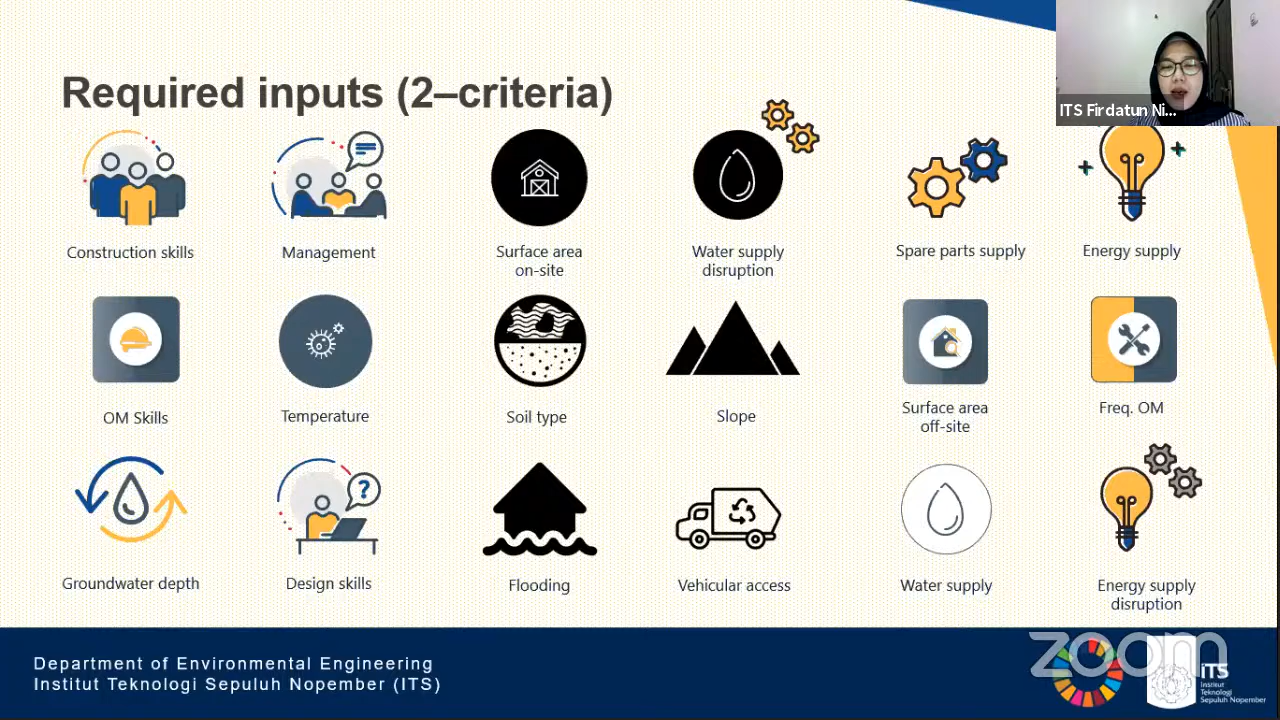 Required inputs (2–criteria)
ITS Firdatun Ni...
Construction skills
Management
Surface area
on-site
Water supply
disruption
Spare parts supply
Energy supply
OM Skills
Temperature
Soil type
Slope
Surface area
off-site
Freq. OM
Groundwater depth
?
Design skills
Flooding
Vehicular access
Water supply
Energy supply
disruption
Department of Environmental Engineering
Institut Teknologi Sepuluh Nopember (ITS)
zoom
iTS
Institut
Teknologi
Sepuluh Nopember